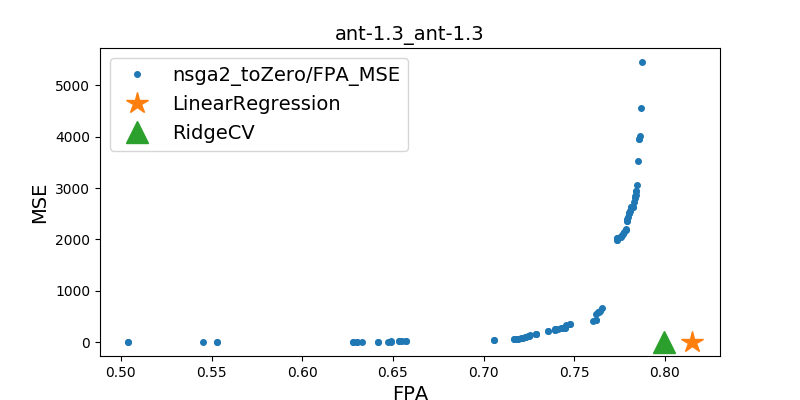 ant-1.3_ant-1.3
nsga2_toZero/FPA_MSE
LinearRegression
RidgeCV
MSE
5000
4000
3000
2000
1000
0
0.50 0.55 0.60 0.65 0.70 0.75 0.80
FPA